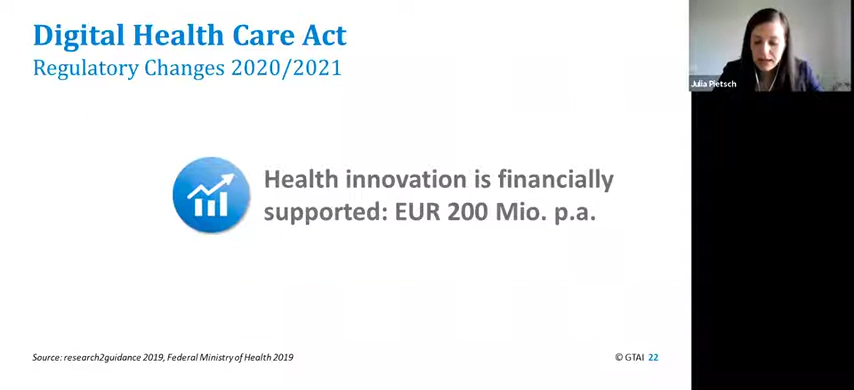 Digital Health Care Act
Regulatory Changes 2020/2021
Julia Pietsch
Health innovation is financially
supported: EUR 200 Mio. p.a.
Source: research2guidance 2019, Federal Ministry of Health 2019
© GTAI 22